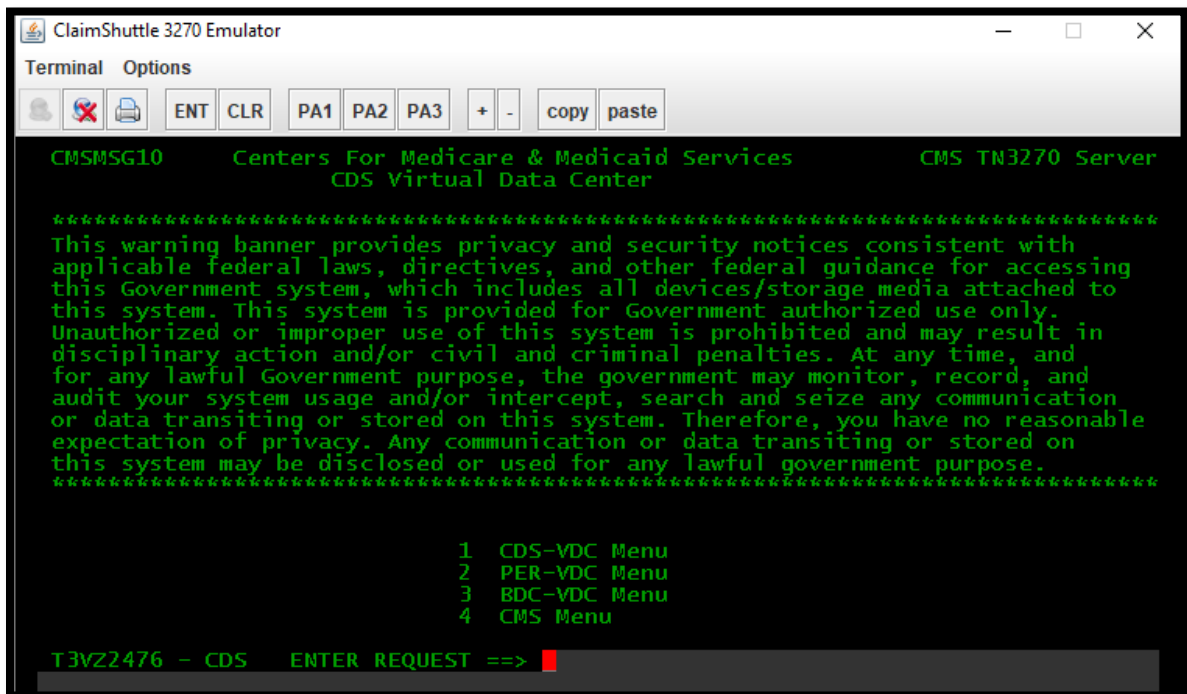 ClaimShuttle 3270 Emulator
Terminal Options
ENT CLR PA1 PA2 PA3 + - copy paste
CMSMSG10 Centers For Medicare & Medicaid Services CMS TN3270 Server
CDS Virtual Data Center
*******************************************************************************
This warning banner provides privacy and security notices consistent with
applicable federal laws, directives, and other federal guidance for accessing
this Government system, which includes all devices/storage media attached to
this system. This system is provided for Government authorized use only.
Unauthorized or improper use of this system is prohibited and may result in
disciplinary action and/or civil and criminal penalties. At any time, and
for any lawful Government purpose, the government may monitor, record, and
audit your system usage and/or intercept, search and seize any communication
or data transiting or stored on this system. Therefore, you have no reasonable
expectation of privacy. Any communication or data transiting or stored on
this system may be disclosed or used for any lawful government purpose.
*******************************************************************************
1 CDS-VDC Menu
2 PER-VDC Menu
3 BDC-VDC Menu
4 CMS Menu
T3VZ2476 - CDS ENTER REQUEST ==>